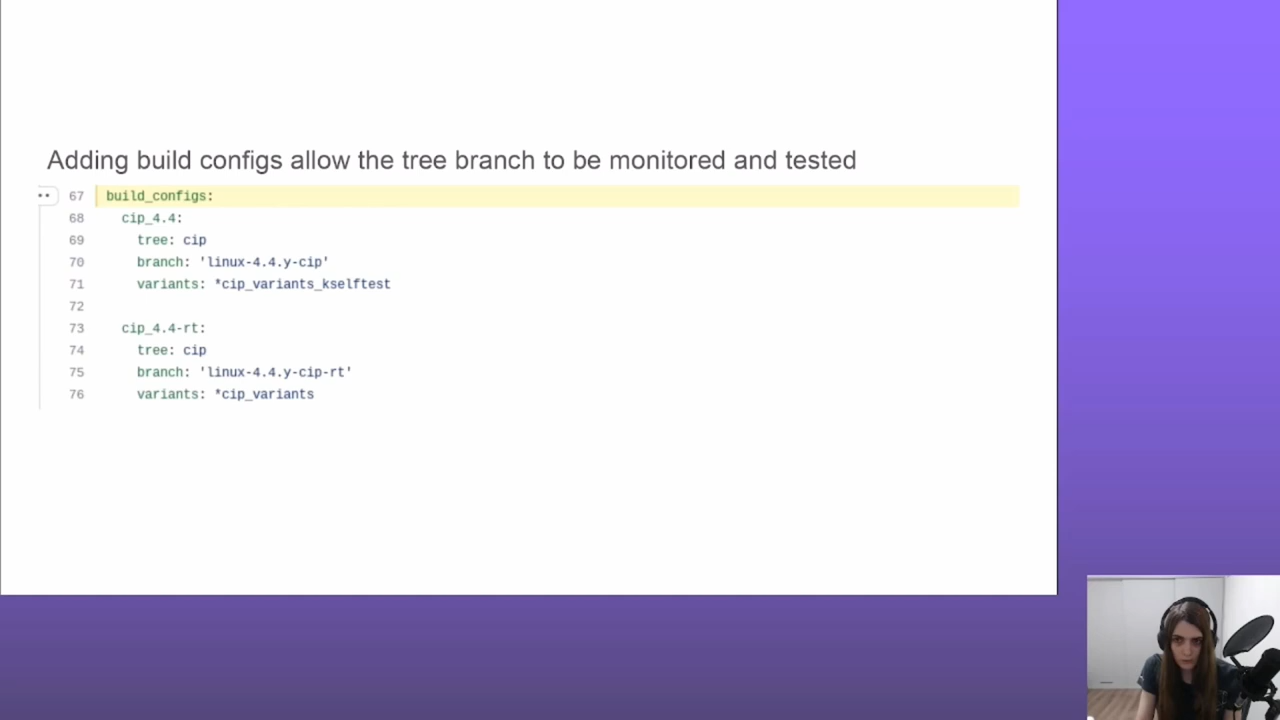 Adding build configs allow the tree branch to be monitored and tested
67 build_configs:
68 cip_4.4:
69 tree: cip
70 branch: 'linux-4.4.y-cip'
71 variants: *cip_variants_kselftest
72
73 cip_4.4-rt:
74 tree: cip
75 branch: 'linux-4.4.y-cip-rt'
76 variants: *cip_variants